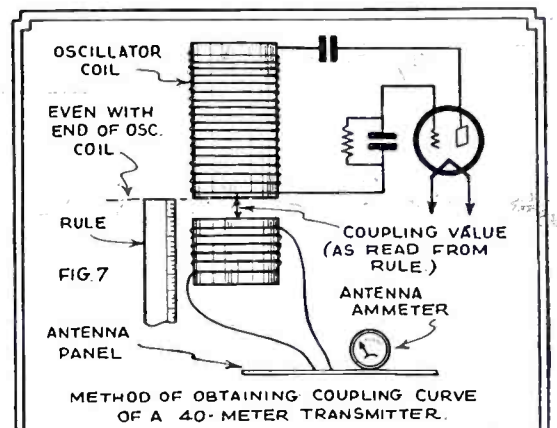 OSCILLATOR
COIL
EVEN WITH
END OF OSC.
COIL
RULE
FIG.7
COUPLING VALUE
(AS READ FROM
RULE.)
ANTENNA
AMMETER
ANTENNA
PANEL
METHOD OF OBTAINING COUPLING CURVE
OF A 40-METER TRANSMITTER.